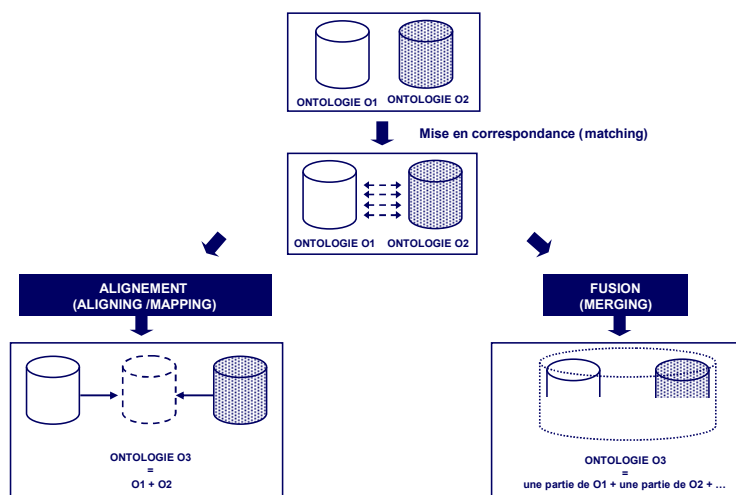 ONTOLOGIE O1 ONTOLOGIE O2
Mise en correspondance (matching)
ONTOLOGIE O1 ONTOLOGIE O2
ALIGNEMENT
(ALIGNING /MAPPING)
ONTOLOGIE O3
=
O1 + O2
FUSION
(MERGING)
ONTOLOGIE O3
=
une partie de O1 + une partie de O2 + ...